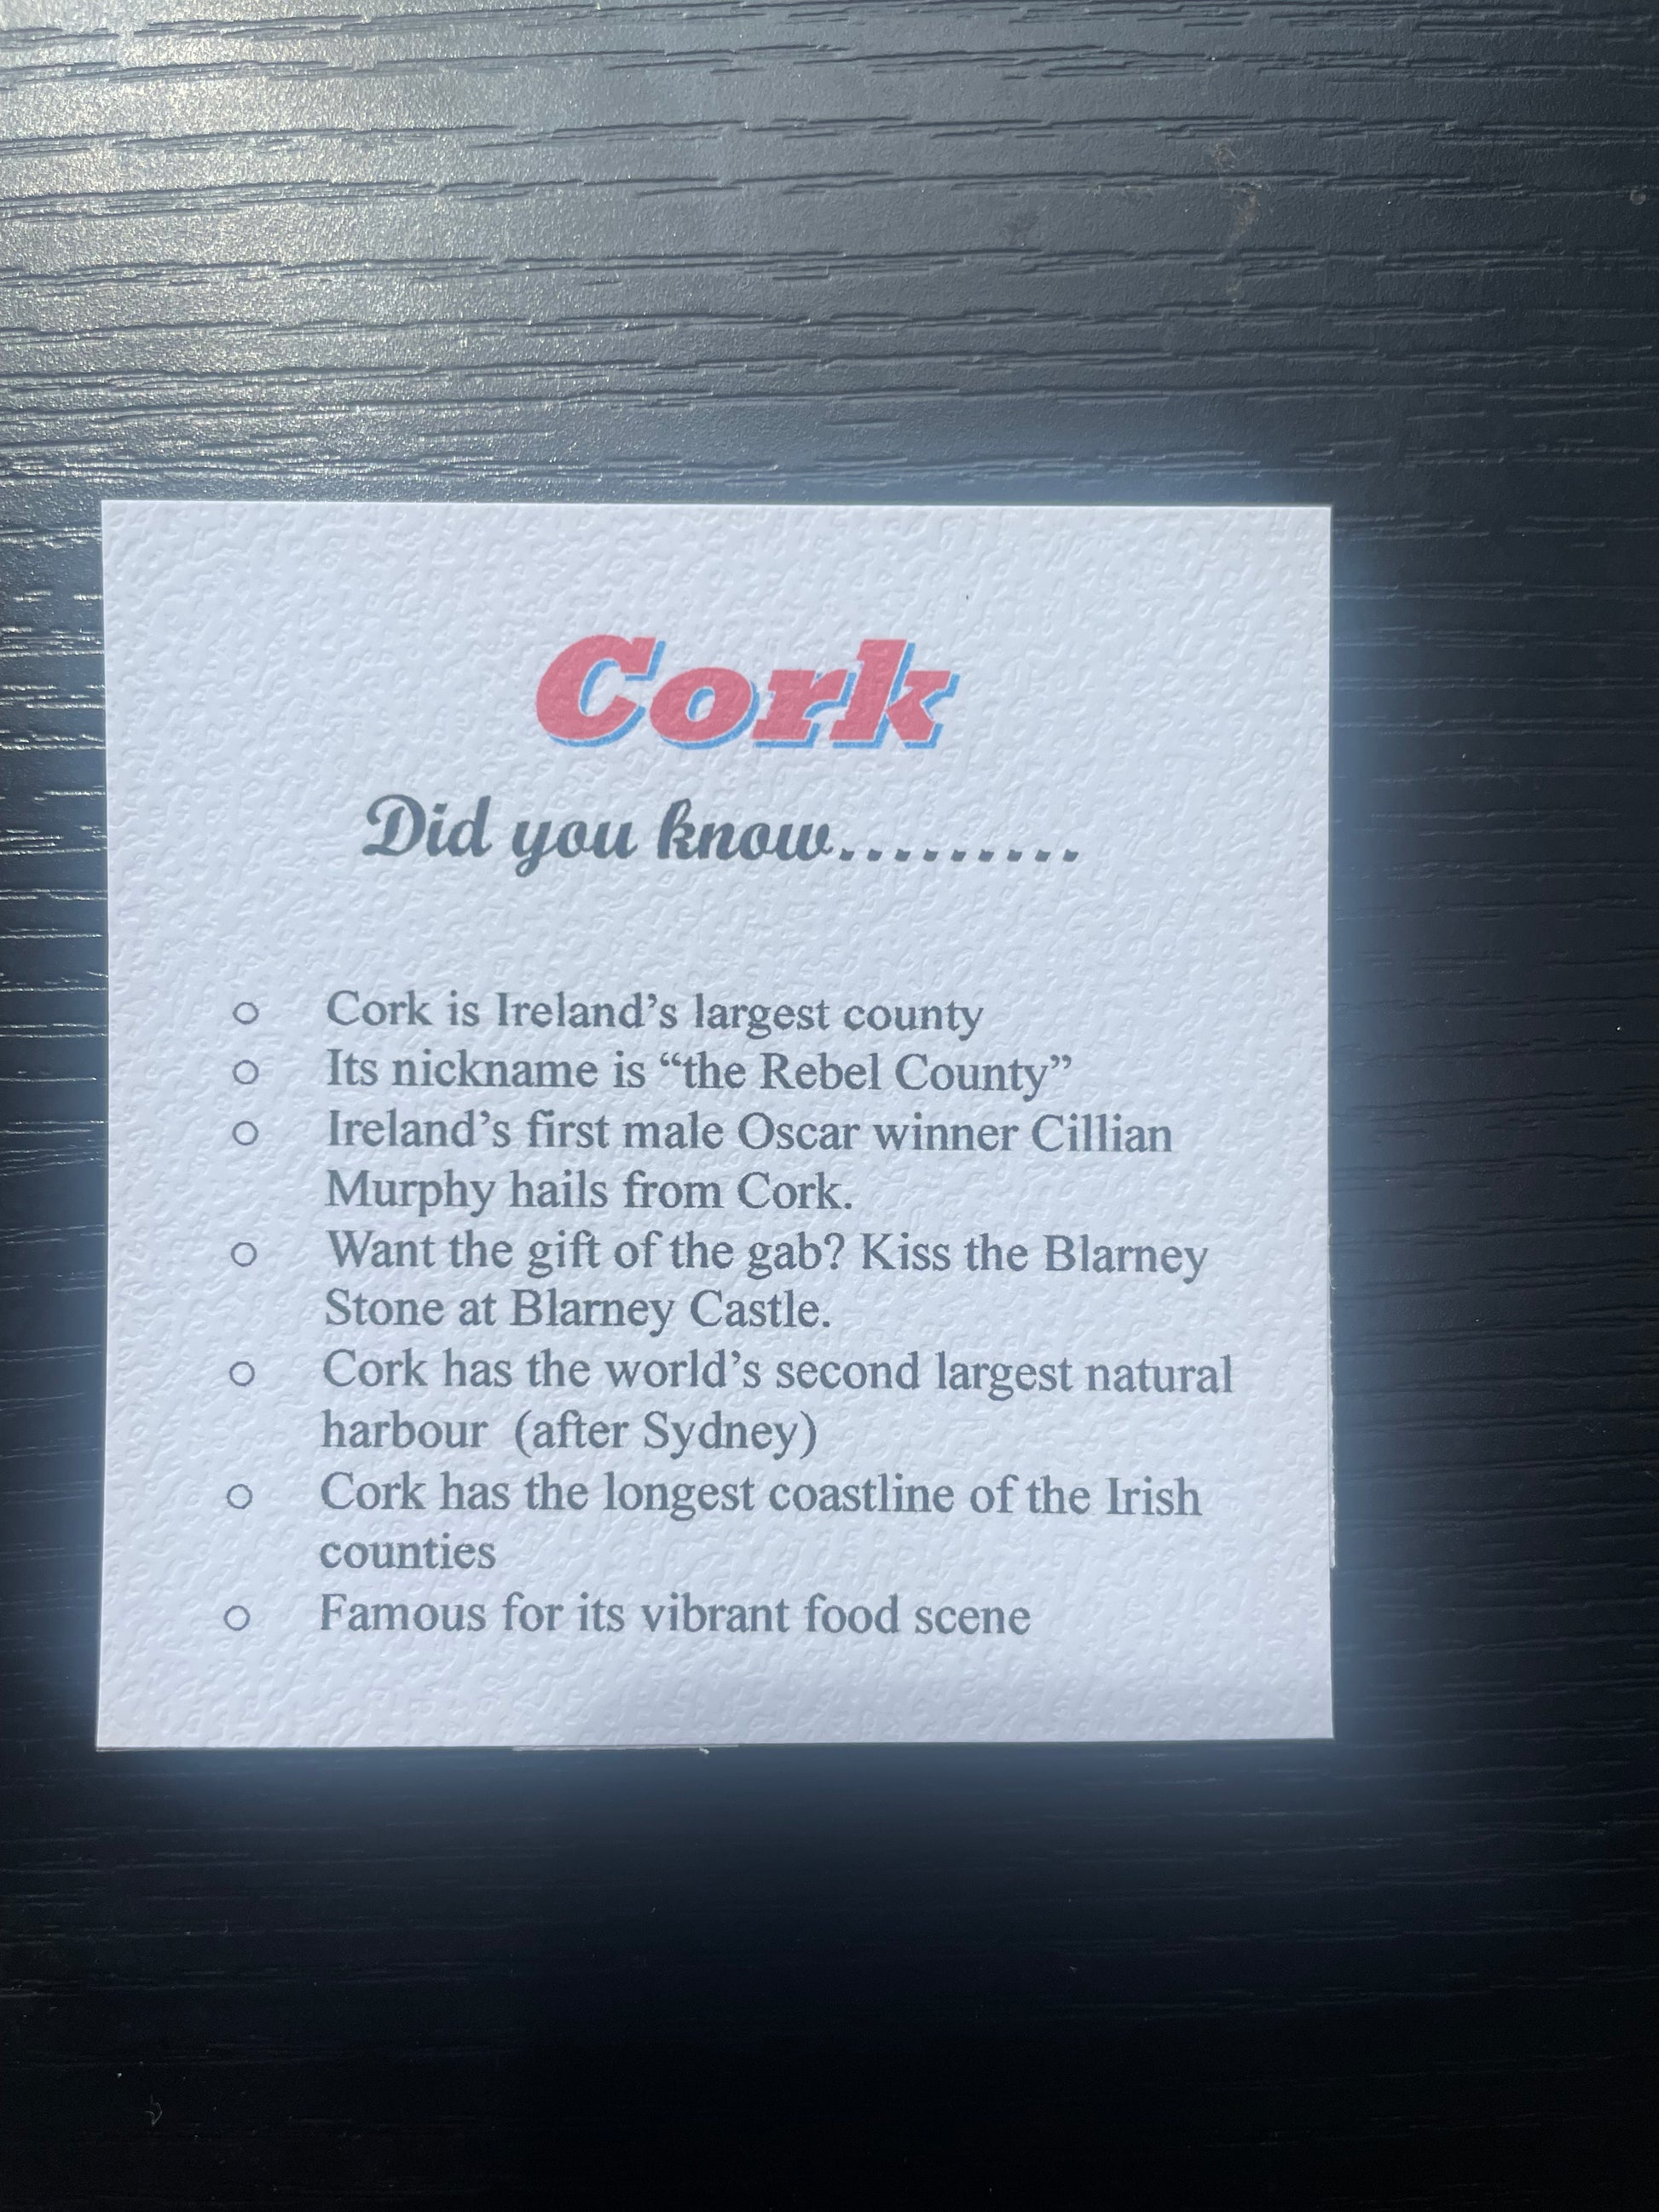 Cork
Did you know.........
○ Cork is Ireland’s largest county
○ Its nickname is “the Rebel County”
○ Ireland’s first male Oscar winner Cillian
Murphy hails from Cork.
○ Want the gift of the gab? Kiss the Blarney
Stone at Blarney Castle.
○ Cork has the world’s second largest natural
harbour (after Sydney)
○ Cork has the longest coastline of the Irish
counties
○ Famous for its vibrant food scene